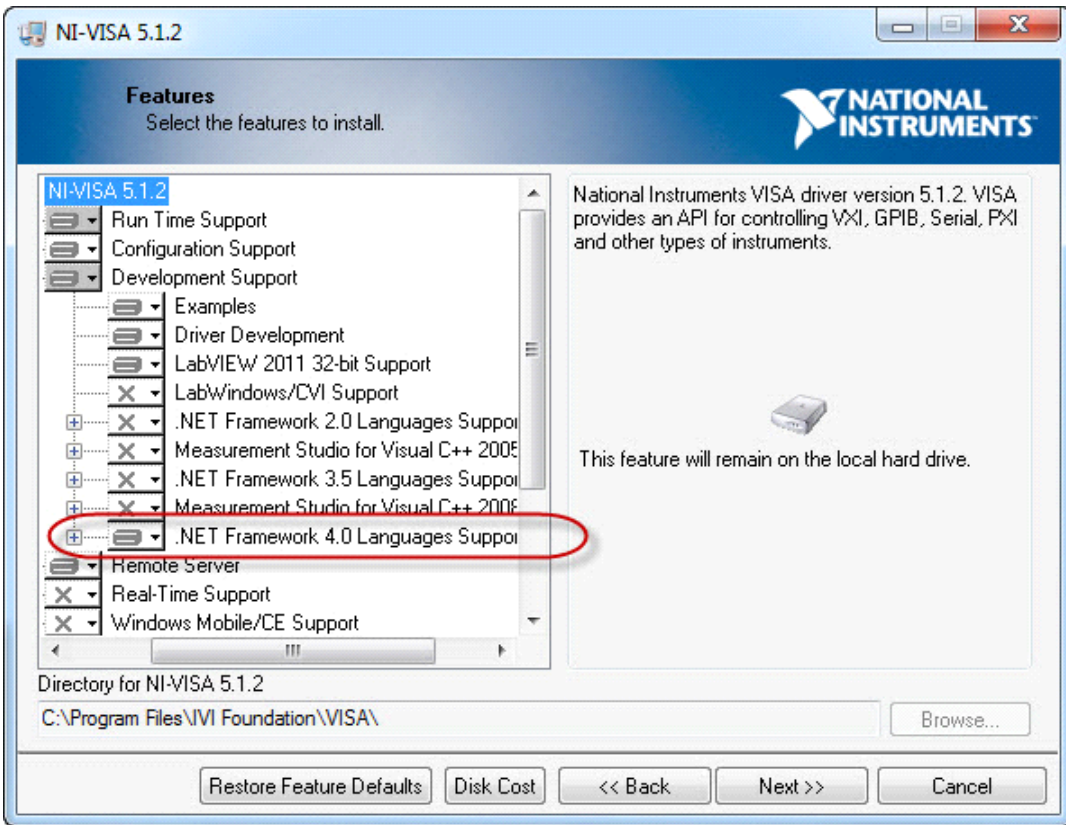 NI-VISA 5.1.2
Features
Select the features to install.
NATIONAL
INSTRUMENTS
NI-VISA 5.1.2
Run Time Support
Configuration Support
Development Support
Examples
Driver Development
LabVIEW 2011 32-bit Support
LabWindows/CVI Support
.NET Framework 2.0 Languages Suppor
Measurement Studio for Visual C++ 2005
.NET Framework 3.5 Languages Suppor
Measurement Studio for Visual C++ 2008
.NET Framework 4.0 Languages Suppor
Remote Server
Real-Time Support
Windows Mobile/CE Support
National Instruments VISA driver version 5.1.2. VISA
provides an API for controlling VXI, GPIB, Serial, PXI
and other types of instruments.
This feature will remain on the local hard drive.
Directory for NI-VISA 5.1.2
C:\Program Files\IVI Foundation\VISA\
Browse...
Restore Feature Defaults
Disk Cost
<< Back
Next >>
Cancel